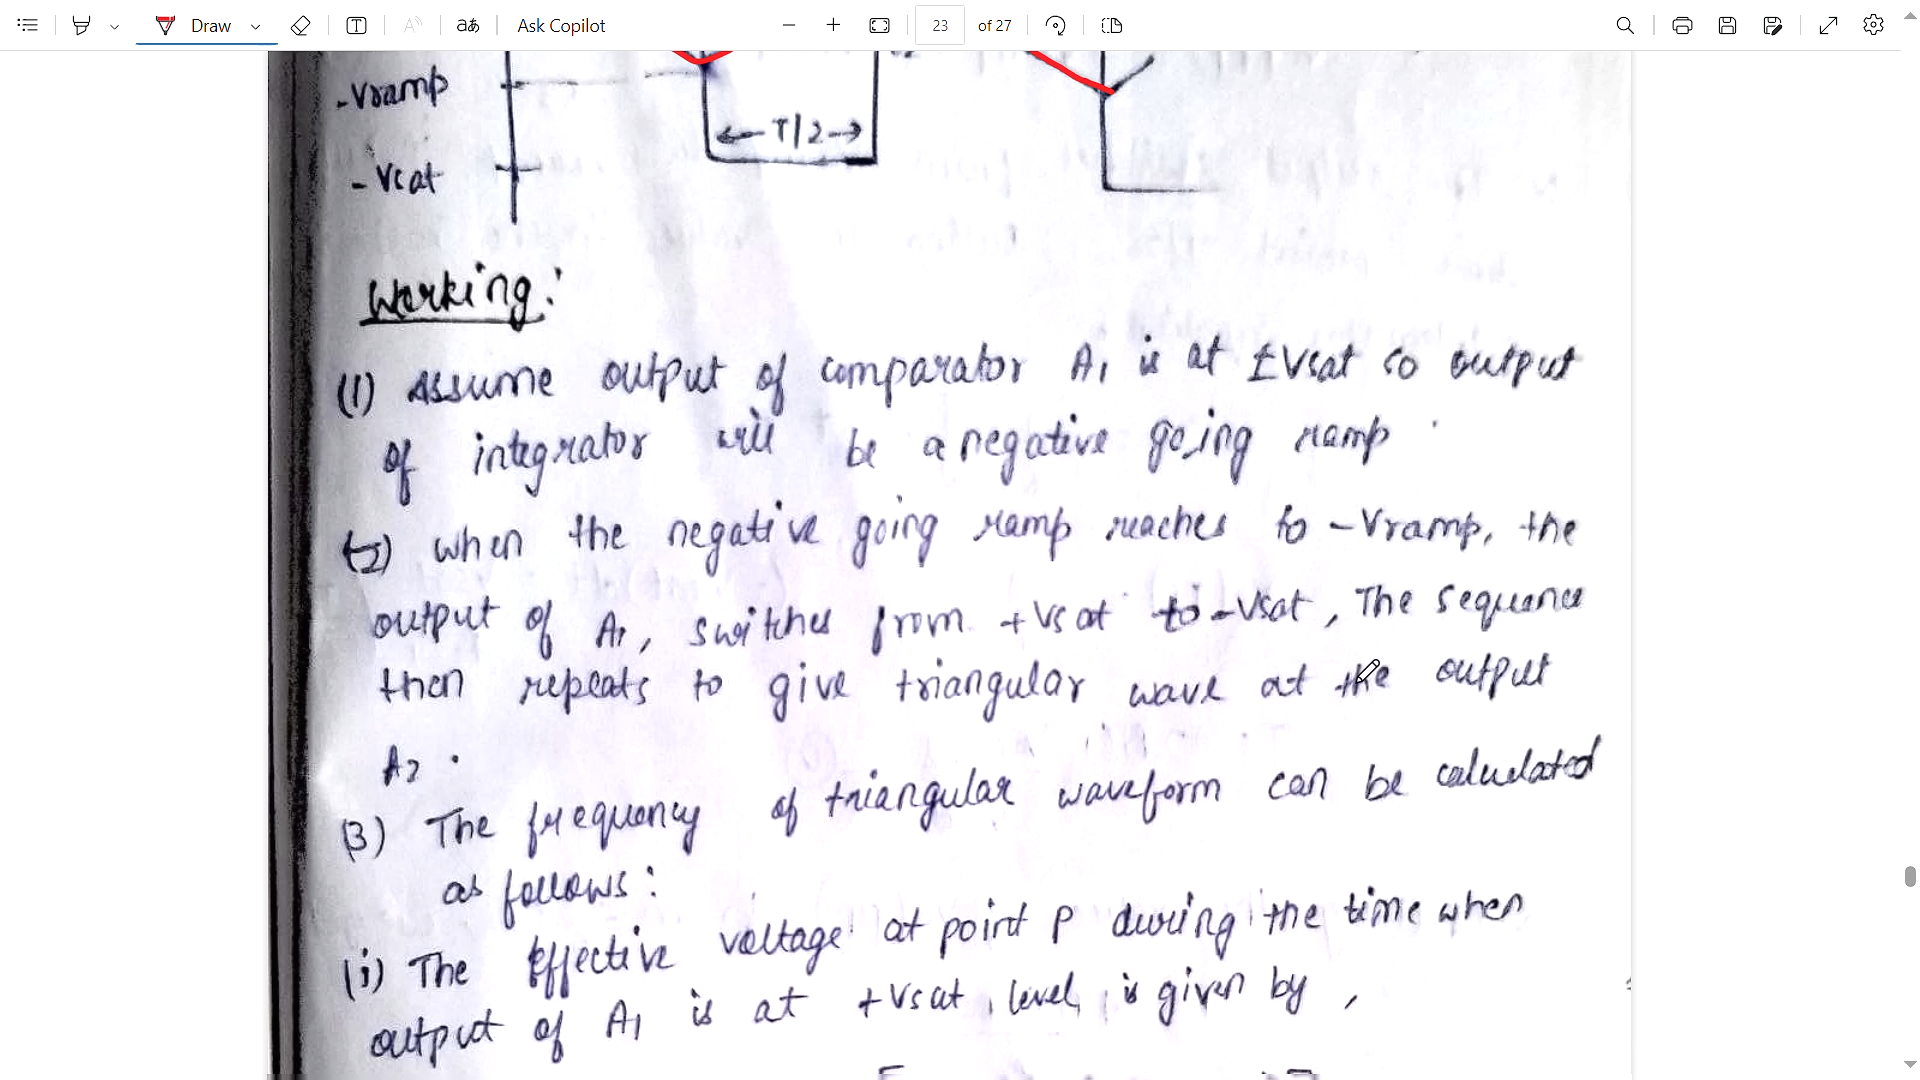 Draw
Ask Copilot
23
of 27
-Vramp
T/2
- Vsat
Working:
(1) Assume output of comparator A1 is at ±Vsat so output
of integrator will be a negative going ramp.
(2) when the negative going ramp reaches to -Vramp, the
output of A1, switches from +Vsat to -Vsat, The sequence
then repeats to give triangular wave at the output
A2.
(3) The frequency of triangular waveform can be calculated
as follows:
(i) The Effective voltage at point P during the time when
output of A1 is at +Vsat level, is given by,